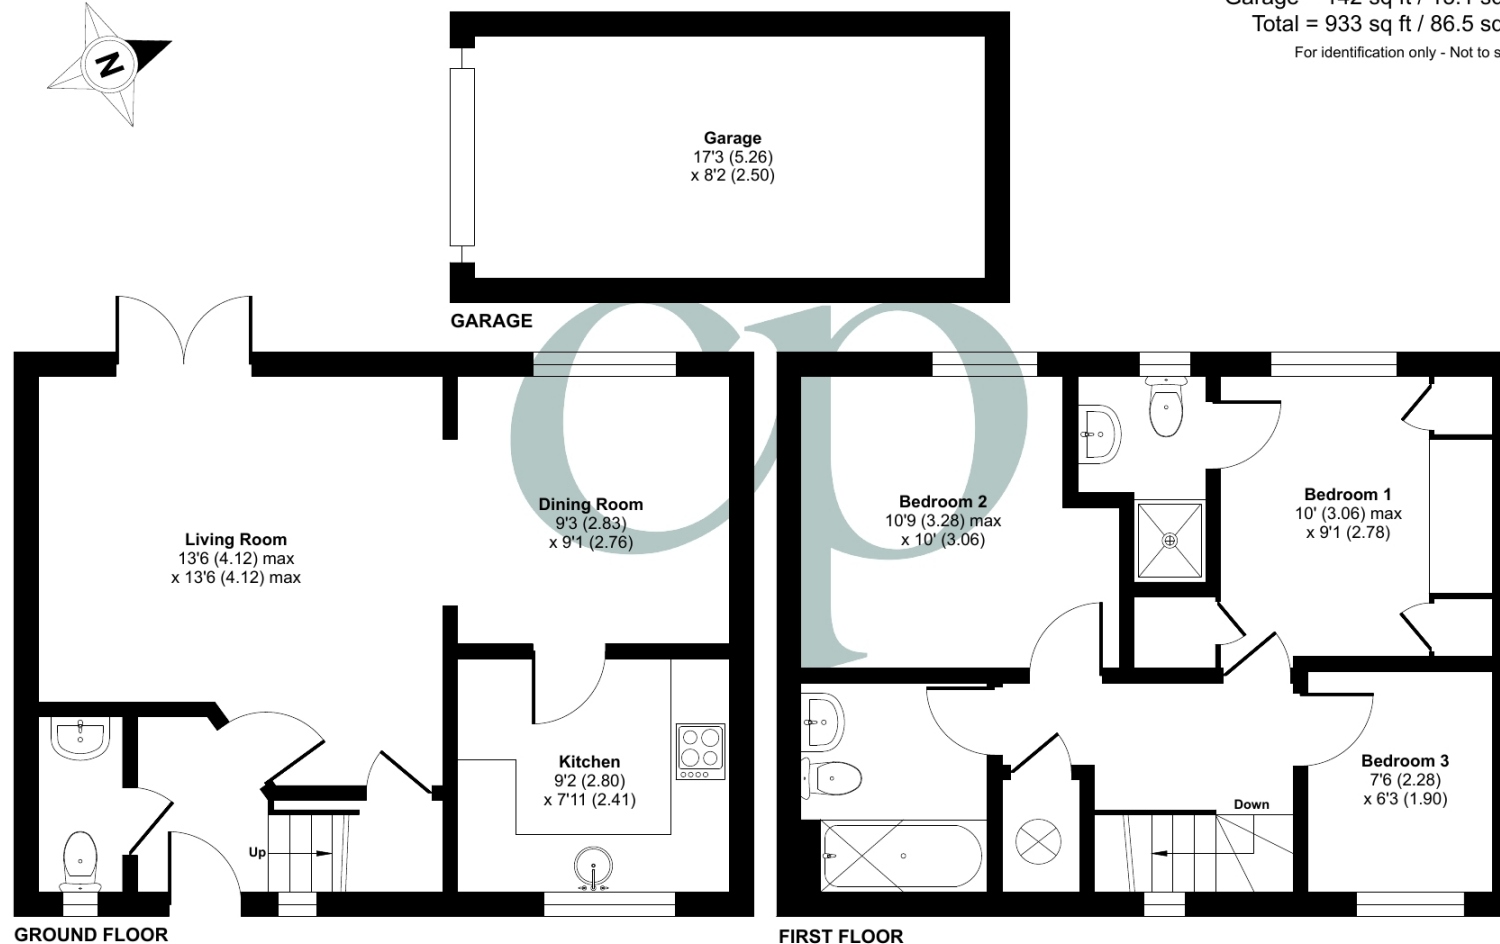 Total = 933 sq ft / 86.5
For identification only - Not to
N
Garage
17'3 (5.26)
x 8'2 (2.50)
GARAGE
op
Living Room
13'6 (4.12) max
x 13'6 (4.12) max
Dining Room
9'3 (2.83)
x 9'1 (2.76)
Kitchen
9'2 (2.80)
x 7'11 (2.41)
Up
GROUND FLOOR
Bedroom 2
10'9 (3.28) max
x 10' (3.06)
Bedroom 1
10' (3.06) max
x 9'1 (2.78)
Bedroom 3
7'6 (2.28)
x 6'3 (1.90)
Down
FIRST FLOOR